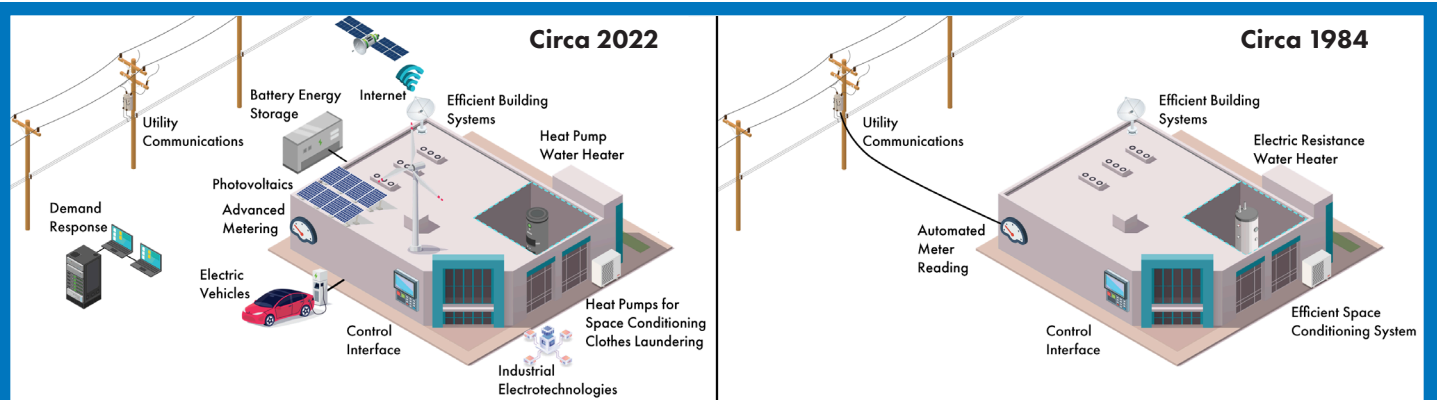 Circa 2022
Internet
Battery Energy
Storage
Efficient Building
Systems
Utility
Communications
Heat Pump
Water Heater
Photovoltaics
Advanced
Metering
Demand
Response
Electric
Vehicles
Control
Interface
Heat Pumps for
Space Conditioning
Clothes Laundering
Industrial
Electrotechnologies
Circa 1984
Efficient Building
Systems
Utility
Communications
Electric Resistance
Water Heater
Automated
Meter
Reading
Control
Interface
Efficient Space
Conditioning System